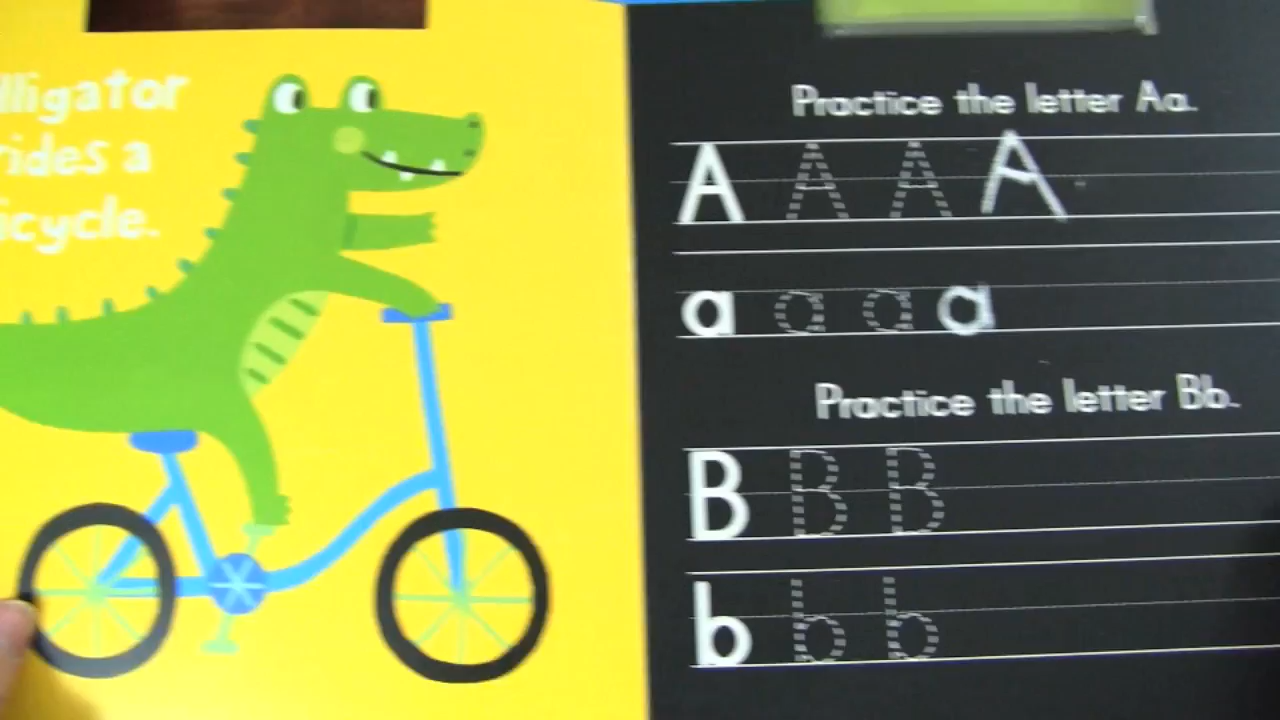 lligator
rides a
icycle.
Practice the letter Aa.
A A A A
a a a a
Practice the letter Bb.
B B B
b b b